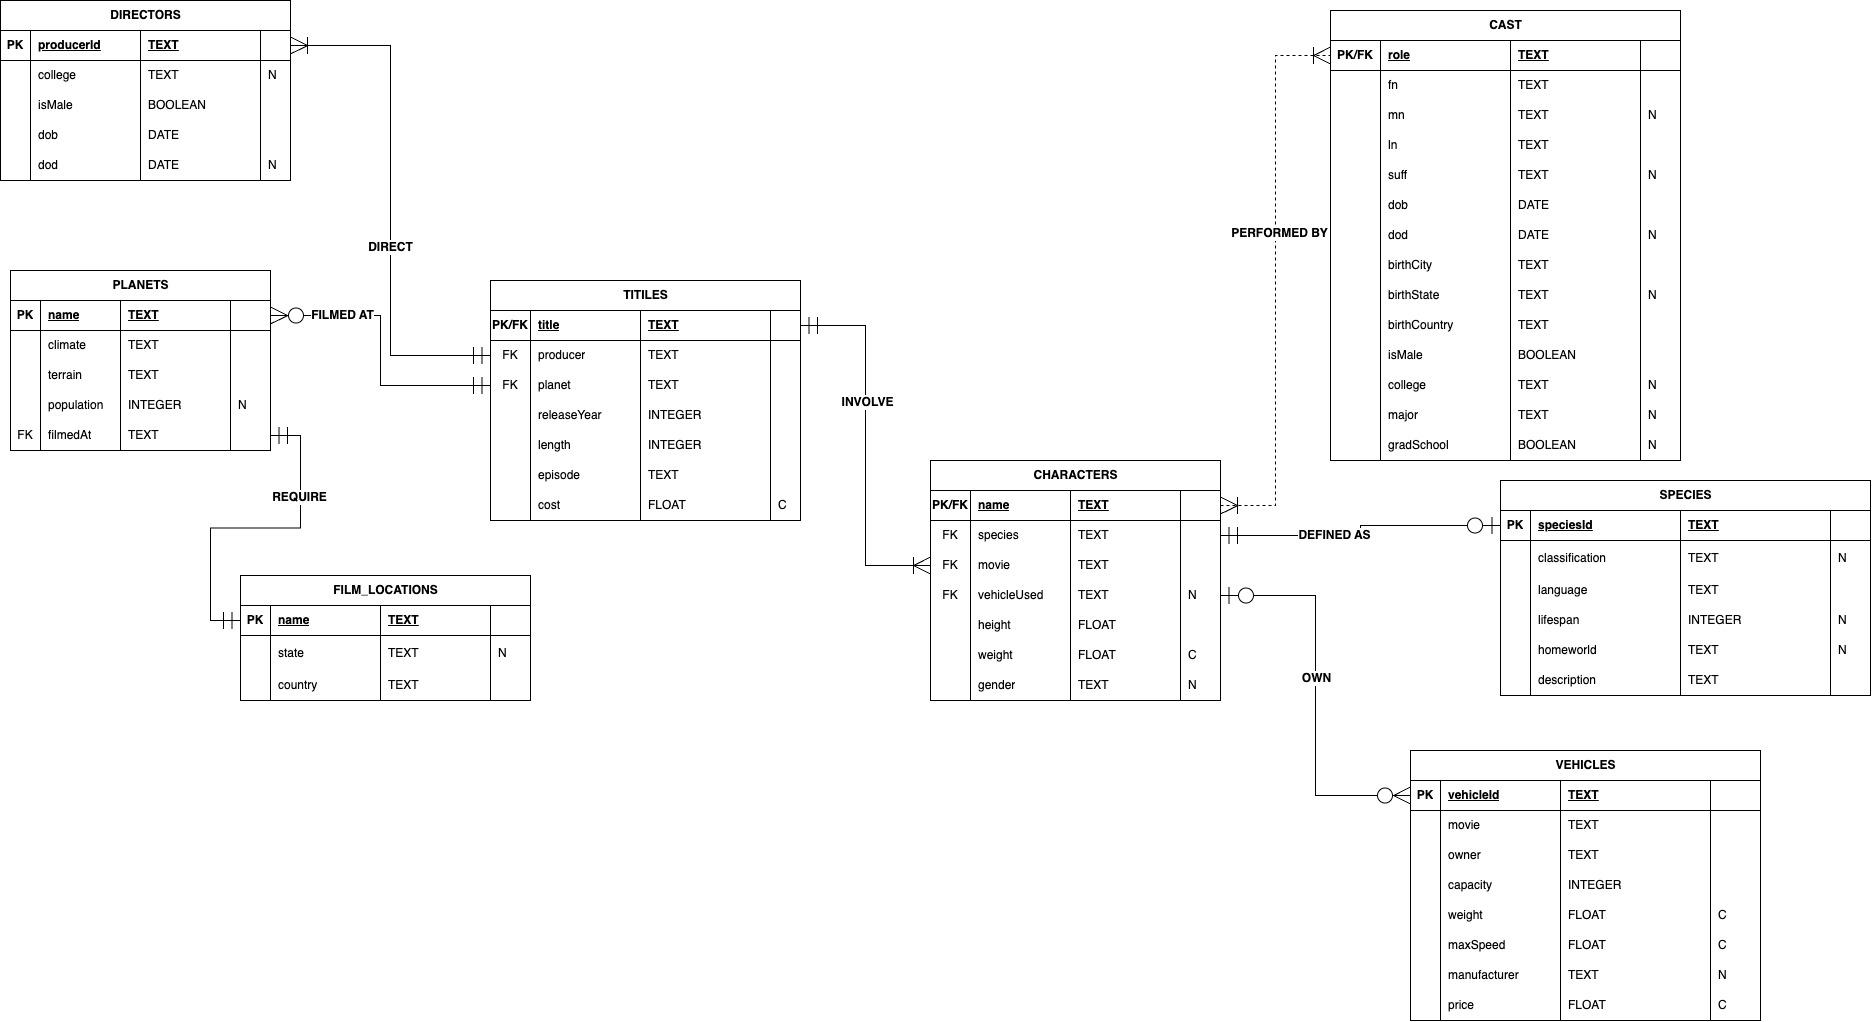 DIRECTORS
PK producerId TEXT
college TEXT N
isMale BOOLEAN
dob DATE
dod DATE N
DIRECT
PLANETS
PK name TEXT
climate TEXT
terrain TEXT
population INTEGER N
FK filmedAt TEXT
FILMED AT
REQUIRE
FILM_LOCATIONS
PK name TEXT
state TEXT N
country TEXT
TITILES
PK/FK title TEXT
FK producer TEXT
FK planet TEXT
releaseYear INTEGER
length INTEGER
episode TEXT
cost FLOAT C
INVOLVE
CHARACTERS
PK/FK name TEXT
FK species TEXT
FK movie TEXT
FK vehicleUsed TEXT N
height FLOAT
weight FLOAT C
gender TEXT N
PERFORMED BY
CAST
PK/FK role TEXT
fn TEXT
mn TEXT N
ln TEXT
suff TEXT N
dob DATE
dod DATE N
birthCity TEXT
birthState TEXT N
birthCountry TEXT
isMale BOOLEAN
college TEXT N
major TEXT N
gradSchool BOOLEAN N
DEFINED AS
SPECIES
PK speciesId TEXT
classification TEXT N
language TEXT
lifespan INTEGER N
homeworld TEXT N
description TEXT
OWN
VEHICLES
PK vehicleId TEXT
movie TEXT
owner TEXT
capacity INTEGER
weight FLOAT C
maxSpeed FLOAT C
manufacturer TEXT N
price FLOAT C